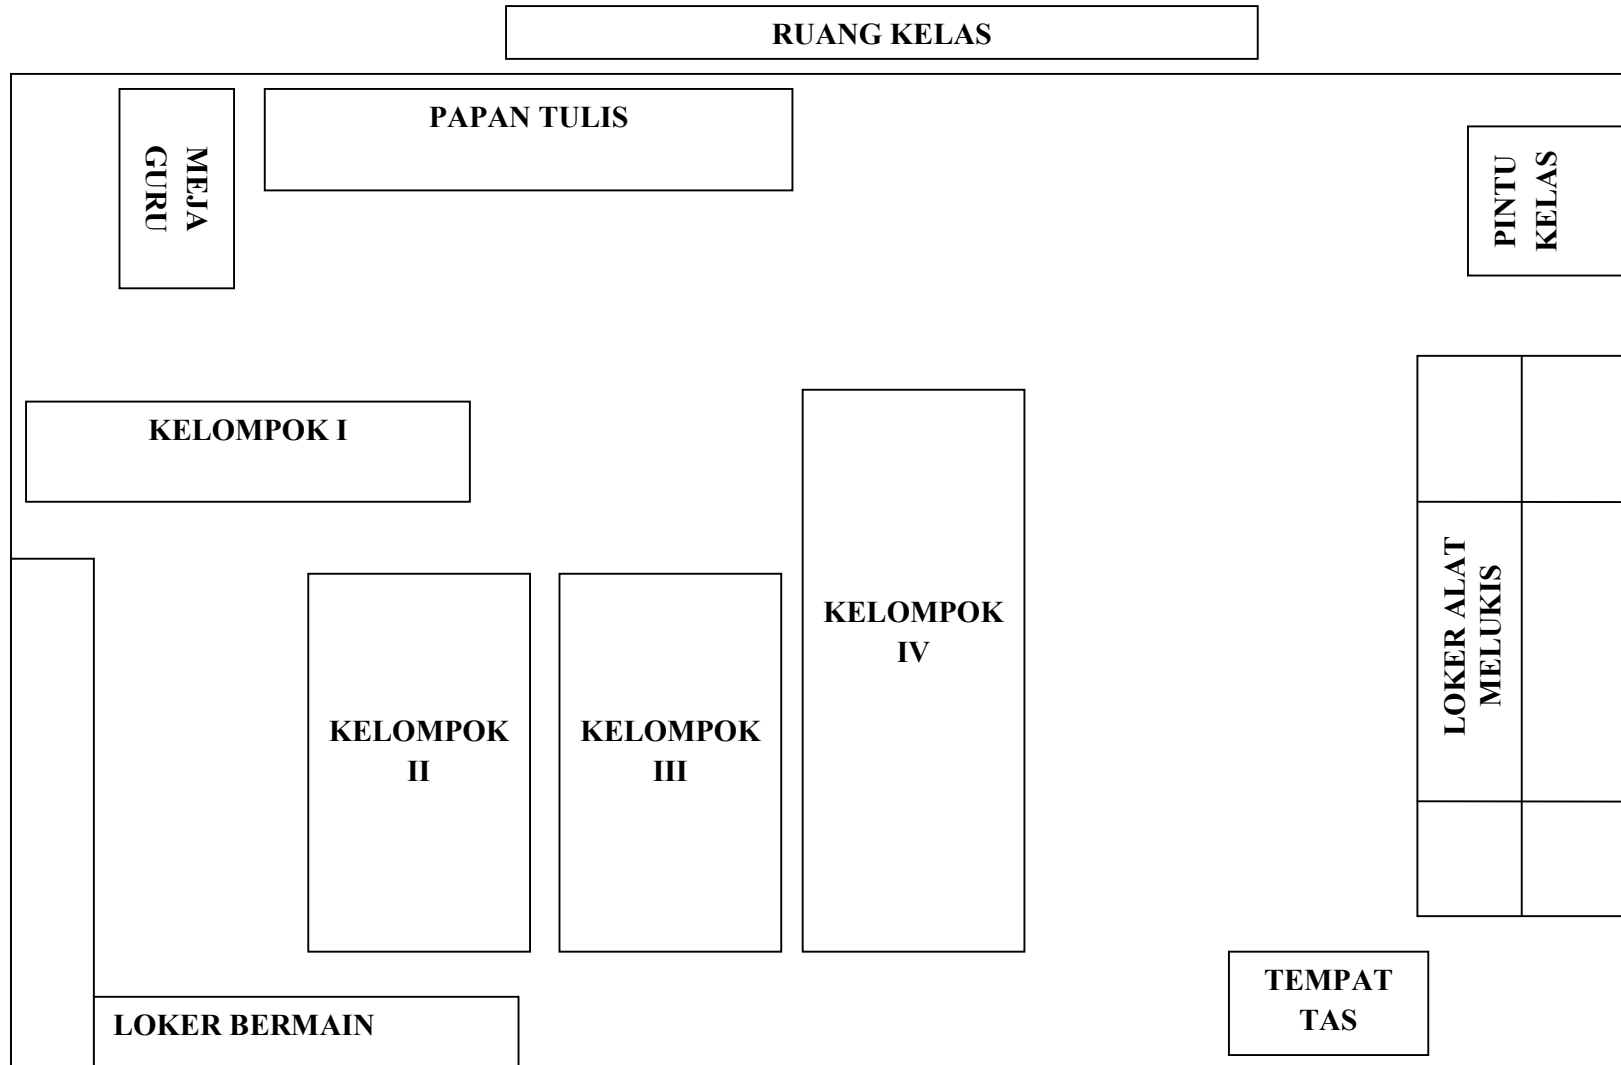 RUANG KELAS
PAPAN TULIS
MEJA
GURU
PINTU
KELAS
KELOMPOK I
KELOMPOK
IV
LOKER ALAT
MELUKIS
KELOMPOK
II
KELOMPOK
III
TEMPAT
TAS
LOKER BERMAIN